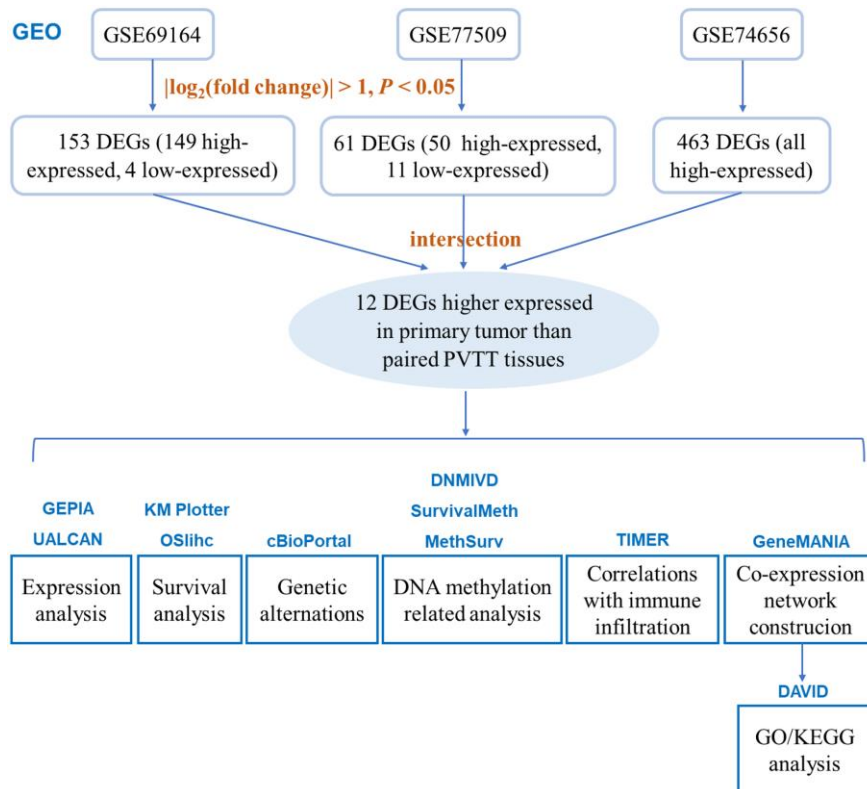 GEO
GSE69164
GSE77509
GSE74656
|log₂(fold change)| > 1, P < 0.05
153 DEGs (149 high-
expressed, 4 low-expressed)
61 DEGs (50 high-expressed,
11 low-expressed)
463 DEGs (all
high-expressed)
intersection
12 DEGs higher expressed
in primary tumor than
paired PVTT tissues
GEPIA
UALCAN
Expression
analysis
KM Plotter
OSlihc
Survival
analysis
cBioPortal
Genetic
alternations
DNMIVD
SurvivalMeth
MethSurv
DNA methylation
related analysis
TIMER
Correlations
with immune
infiltration
GeneMANIA
Co-expression
network
construcion
DAVID
GO/KEGG
analysis